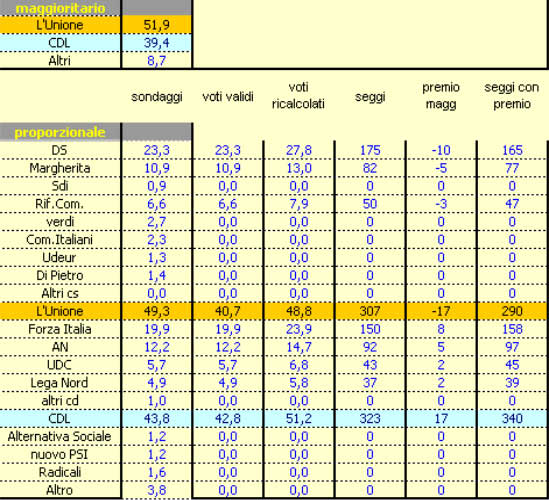 maggioritario
L'Unione 51,9
CDL 39,4
Altri 8,7
sondaggi voti validi voti ricalcolati seggi premio magg seggi con premio
proporzionale
DS 23,3 23,3 27,8 175 -10 165
Margherita 10,9 10,9 13,0 82 -5 77
Sdi 0,9 0,0 0,0 0 0 0
Rif.Com. 6,6 6,6 7,9 50 -3 47
verdi 2,7 0,0 0,0 0 0 0
Com.Italiani 2,3 0,0 0,0 0 0 0
Udeur 1,3 0,0 0,0 0 0 0
Di Pietro 1,4 0,0 0,0 0 0 0
Altri cs 0,0 0,0 0,0 0 0 0
L'Unione 49,3 40,7 48,8 307 -17 290
Forza Italia 19,9 19,9 23,9 150 8 158
AN 12,2 12,2 14,7 92 5 97
UDC 5,7 5,7 6,8 43 2 45
Lega Nord 4,9 4,9 5,8 37 2 39
altri cd 1,0 0,0 0,0 0 0 0
CDL 43,8 42,8 51,2 323 17 340
Alternativa Sociale 1,2 0,0 0,0 0 0 0
nuovo PSI 1,2 0,0 0,0 0 0 0
Radicali 1,6 0,0 0,0 0 0 0
Altro 3,8 0,0 0,0 0 0 0